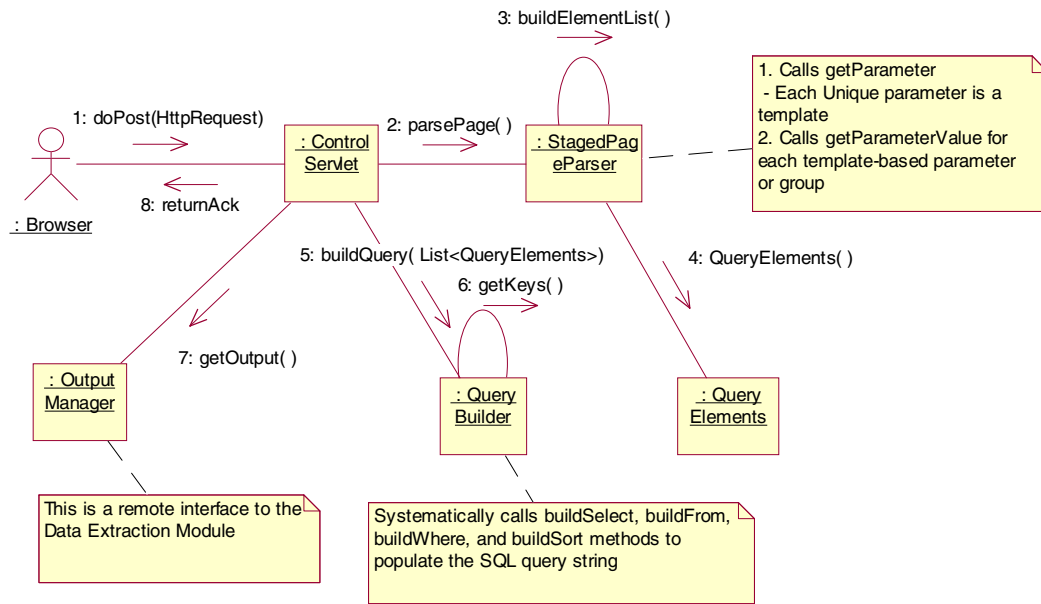 3: buildElementList( )
1. Calls getParameter
- Each Unique parameter is a
template
2. Calls getParameterValue for
each template-based parameter
or group
1: doPost(HttpRequest)
2: parsePage( )
: Control
Servlet
: StagedPag
eParser
8: returnAck
: Browser
5: buildQuery( List<QueryElements>)
4: QueryElements( )
6: getKeys( )
7: getOutput( )
: Output
Manager
: Query
Builder
: Query
Elements
This is a remote interface to the
Data Extraction Module
Systematically calls buildSelect, buildFrom,
buildWhere, and buildSort methods to
populate the SQL query string